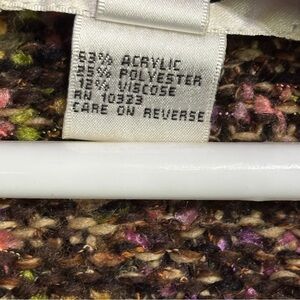 63% ACRYLIC
25% POLYESTER
12% VISCOSE
RN 10323
CARE ON REVERSE